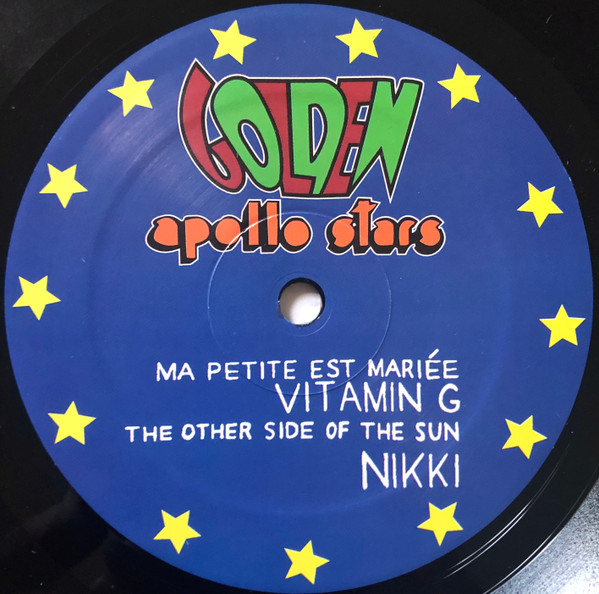 GOLDEN
apollo stars
MA PETITE EST MARIÉE
VITAMIN G
THE OTHER SIDE OF THE SUN
NIKKI